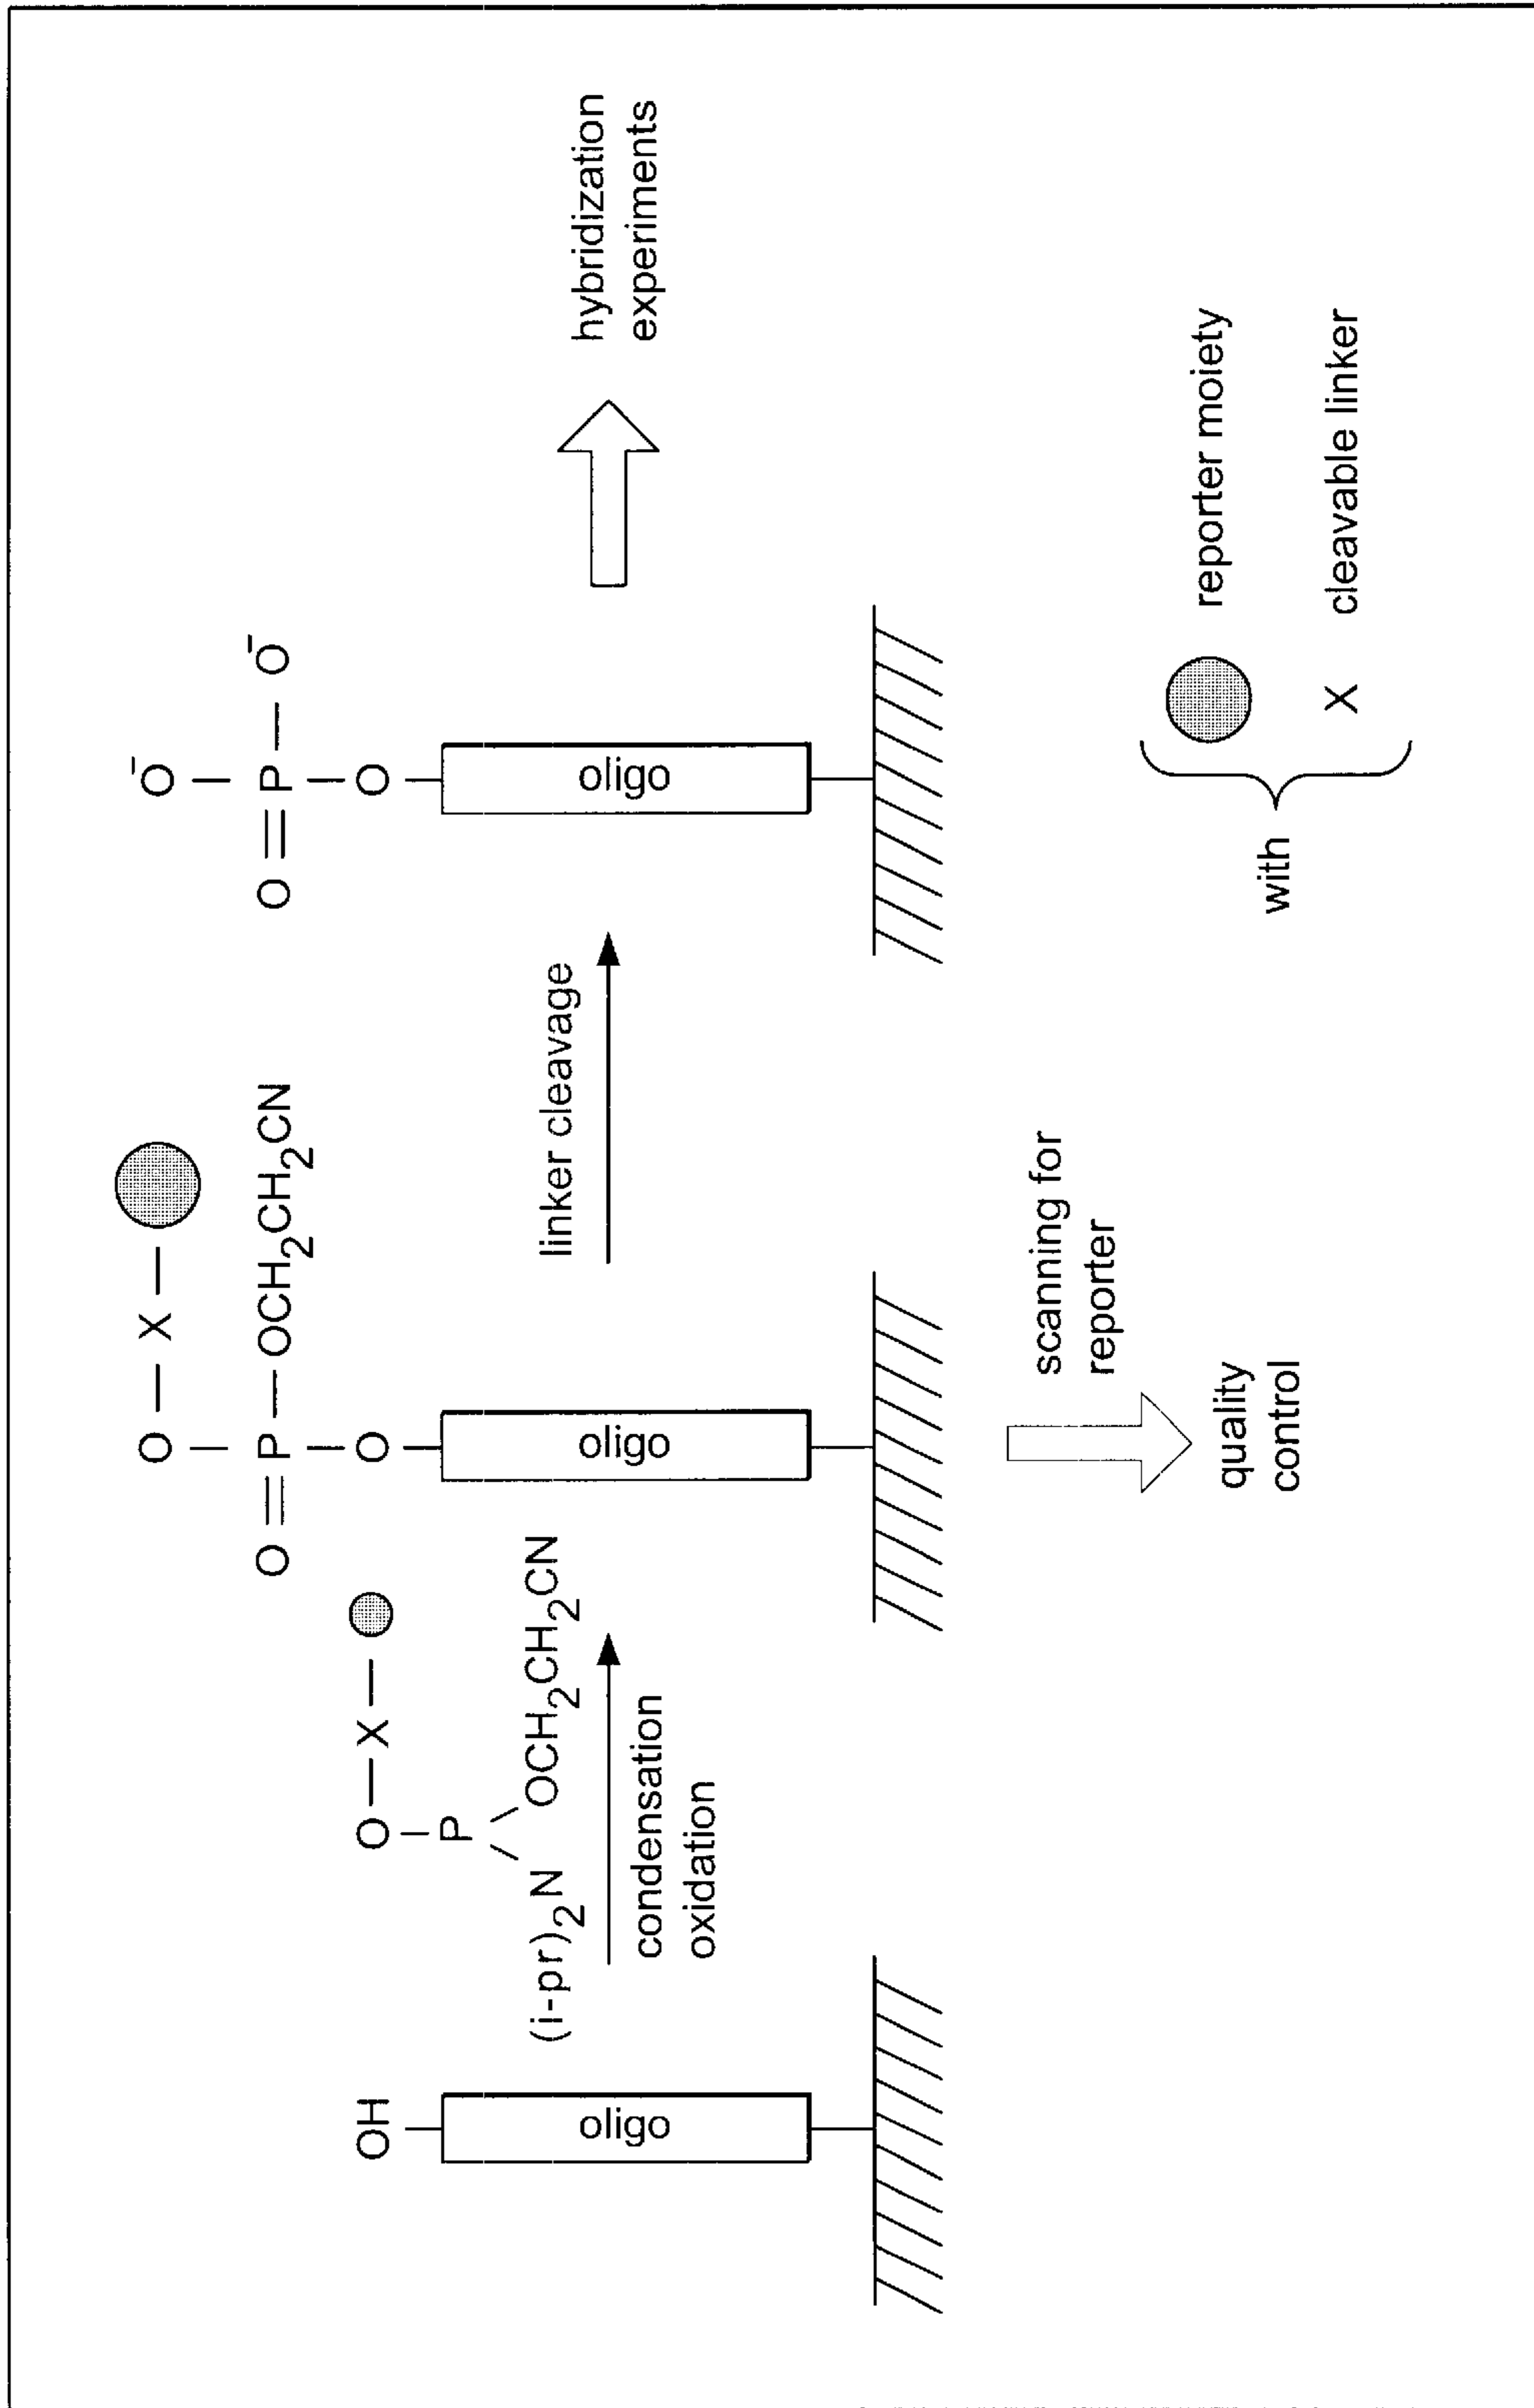 OH
oligo
O — X —
P
(i-pr)2N OCH2CH2CN
condensation
oxidation
O — X —
O = P — OCH2CH2CN
O
oligo
scanning for
reporter
quality
control
linker cleavage
O⁻
O = P — O⁻
O
oligo
hybridization
experiments
with
reporter moiety
X cleavable linker